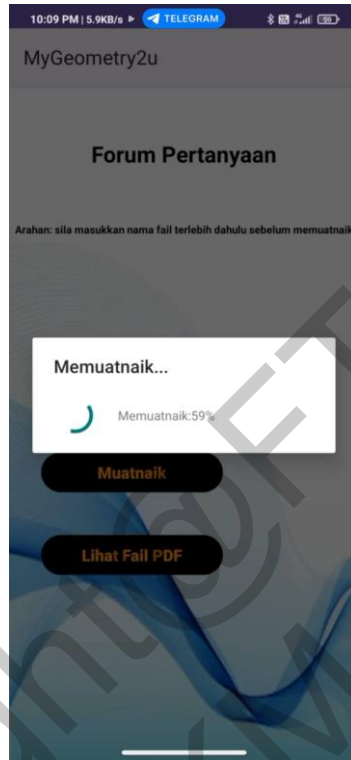 10:09 PM | 5.9KB/s TELEGRAM 59
MyGeometry2u
Forum Pertanyaan
Arahan: sila masukkan nama fail terlebih dahulu sebelum memuatnaik
Memuatnaik...
Memuatnaik:59%
Muatnaik
Lihat Fail PDF